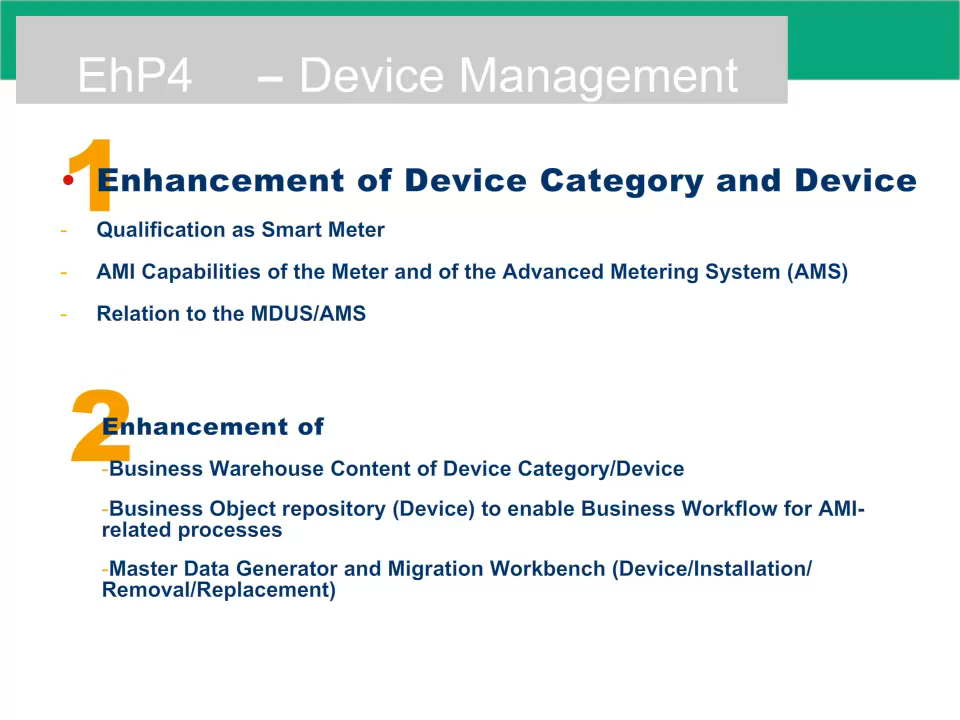 EhP4 – Device Management
1
• Enhancement of Device Category and Device
- Qualification as Smart Meter
- AMI Capabilities of the Meter and of the Advanced Metering System (AMS)
- Relation to the MDUS/AMS
2
Enhancement of
-Business Warehouse Content of Device Category/Device
-Business Object repository (Device) to enable Business Workflow for AMI-
related processes
-Master Data Generator and Migration Workbench (Device/Installation/
Removal/Replacement)